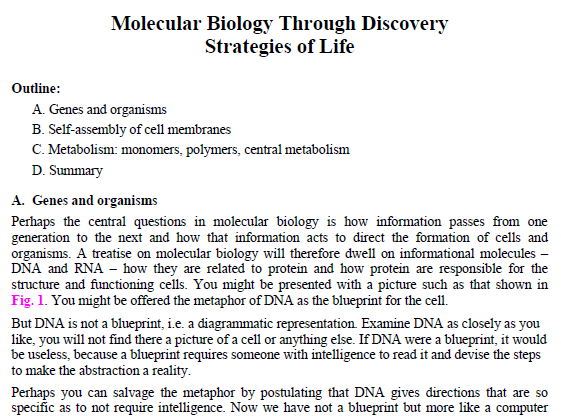 Molecular Biology Through Discovery
Strategies of Life
Outline:
A. Genes and organisms
B. Self-assembly of cell membranes
C. Metabolism: monomers, polymers, central metabolism
D. Summary
A. Genes and organisms
Perhaps the central questions in molecular biology is how information passes from one
generation to the next and how that information acts to direct the formation of cells and
organisms. A treatise on molecular biology will therefore dwell on informational molecules –
DNA and RNA – how they are related to protein and how protein are responsible for the
structure and functioning cells. You might be presented with a picture such as that shown in
Fig. 1. You might be offered the metaphor of DNA as the blueprint for the cell.
But DNA is not a blueprint, i.e. a diagrammatic representation. Examine DNA as closely as you
like, you will not find there a picture of a cell or anything else. If DNA were a blueprint, it would
be useless, because a blueprint requires someone with intelligence to read it and devise the steps
to make the abstraction a reality.
Perhaps you can salvage the metaphor by postulating that DNA gives directions that are so
specific as to not require intelligence. Now we have not a blueprint but more like a computer